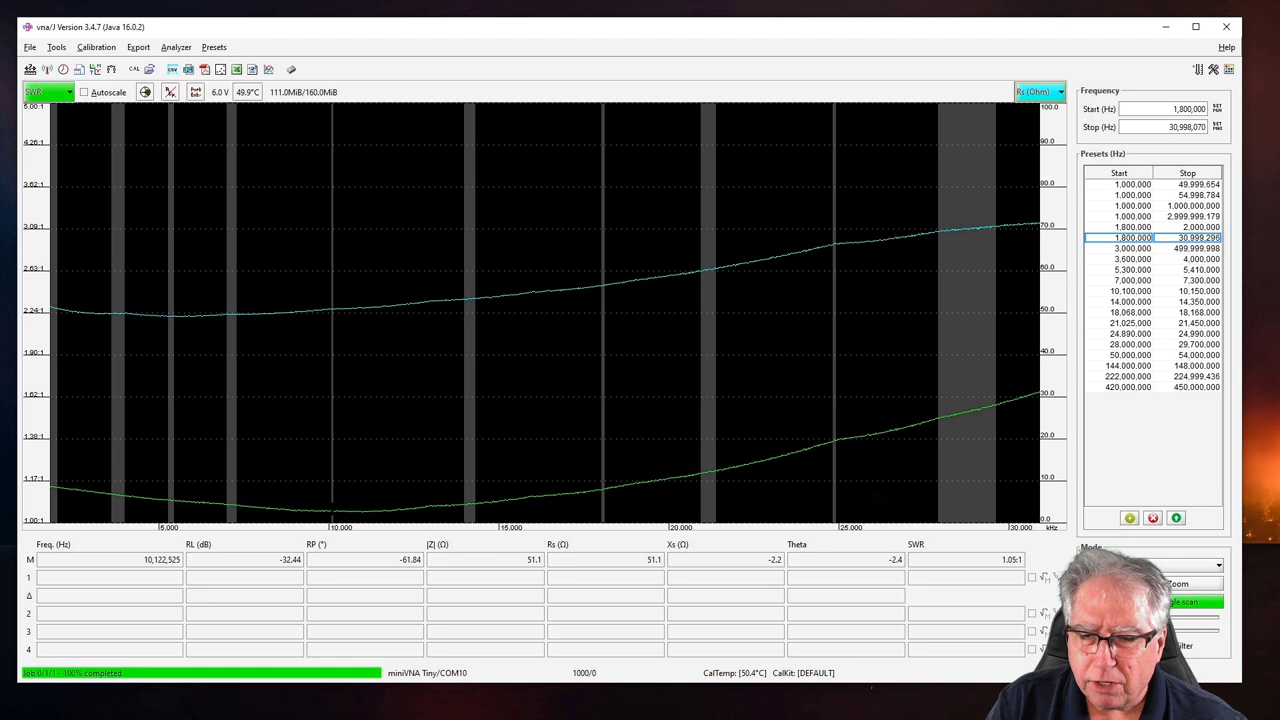 vna/J Version 3.4.7 (Java 16.0.2)
File Tools Calibration Export Analyzer Presets Help
CAL CSV
SWR Autoscale 6.0 V 49.9°C 111.0MiB/160.0MiB Rs (Ohm)
5.00:1 100.0
4.26:1 90.0
3.62:1 80.0
3.09:1 70.0
2.63:1 60.0
2.24:1 50.0
1.90:1 40.0
1.62:1 30.0
1.38:1 20.0
1.17:1 10.0
1.00:1 0.0
5.000 10.000 15.000 20.000 25.000 30.000 kHz
Frequency
Start (Hz) 1,800,000
Stop (Hz) 30,998,070
Presets (Hz)
Start Stop
1,000,000 49,999,654
1,000,000 54,998,784
1,000,000 1,000,000,000
1,000,000 2,999,999,179
1,800,000 2,000,000
1,800,000 30,999,296
3,000,000 499,999,998
3,600,000 4,000,000
5,300,000 5,410,000
7,000,000 7,300,000
10,100,000 10,150,000
14,000,000 14,350,000
18,068,000 18,168,000
21,025,000 21,450,000
24,890,000 24,990,000
28,000,000 29,700,000
50,000,000 54,000,000
144,000,000 148,000,000
222,000,000 224,999,436
420,000,000 450,000,000
Freq. (Hz) RL (dB) RP (°) |Z| (Ω) Rs (Ω) Xs (Ω) Theta SWR
M 10,122,525 -32.44 -61.84 51.1 51.1 -2.2 -2.4 1.05:1
1
Δ
2
3
4
Mode
Zoom
gle scan
ilter
Job 0/1/1 - 100% completed miniVNA Tiny/COM10 1000/0 CalTemp: [50.4°C] CalKit: [DEFAULT]